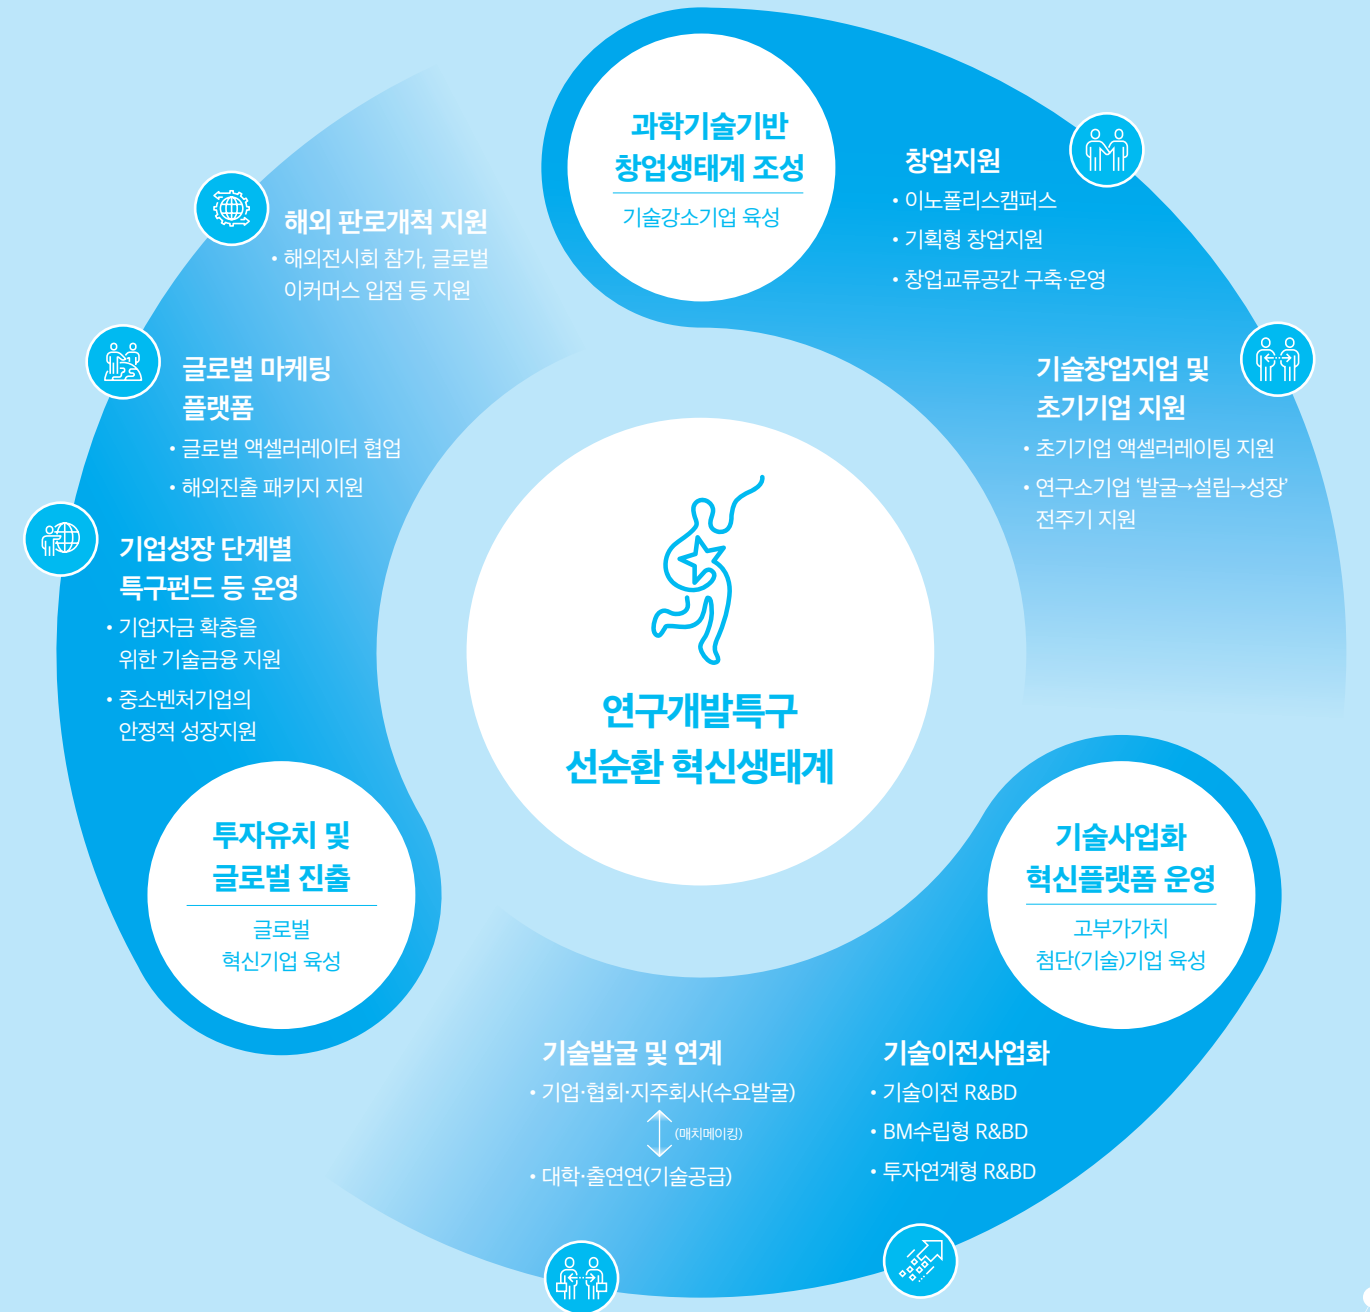 과학기술기반
창업생태계 조성
기술강소기업 육성
창업지원
• 이노폴리스캠퍼스
• 기획형 창업지원
• 창업교류공간 구축·운영
기술창업지업 및
초기기업 지원
• 초기기업 액셀러레이팅 지원
• 연구소기업 ‘발굴→설립→성장’
전주기 지원
기술사업화
혁신플랫폼 운영
고부가가치
첨단(기술)기업 육성
기술이전사업화
• 기술이전 R&BD
• BM수립형 R&BD
• 투자연계형 R&BD
기술발굴 및 연계
• 기업·협회·지주회사(수요발굴)
(매치메이킹)
• 대학·출연연(기술공급)
투자유치 및
글로벌 진출
글로벌
혁신기업 육성
기업성장 단계별
특구펀드 등 운영
• 기업자금 확충을
위한 기술금융 지원
• 중소벤처기업의
안정적 성장지원
글로벌 마케팅
플랫폼
• 글로벌 액셀러레이터 협업
• 해외진출 패키지 지원
해외 판로개척 지원
• 해외전시회 참가, 글로벌
이커머스 입점 등 지원
연구개발특구
선순환 혁신생태계